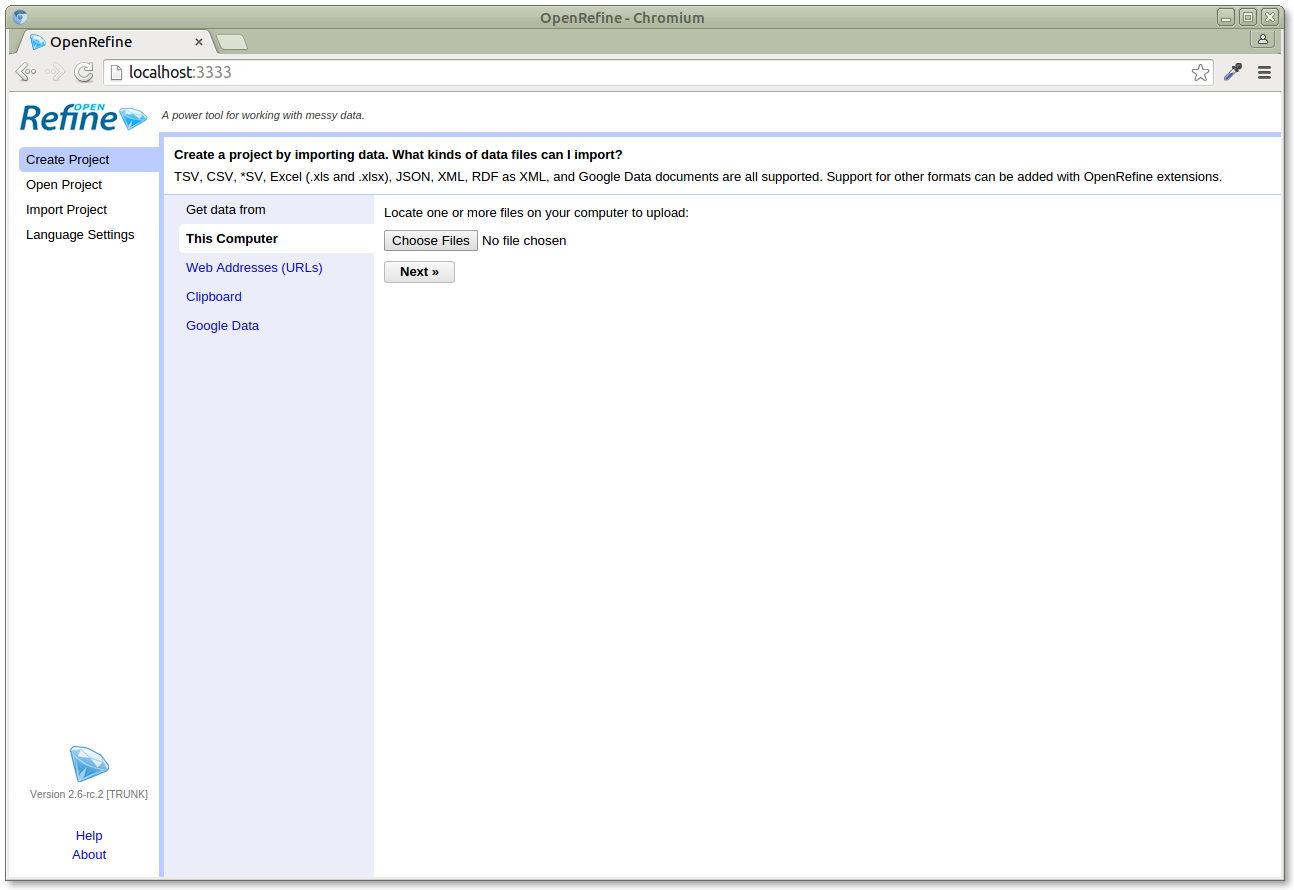 OpenRefine - Chromium
OpenRefine
localhost:3333
OPEN
Refine
A power tool for working with messy data.
Create Project
Open Project
Import Project
Language Settings
Create a project by importing data. What kinds of data files can I import?
TSV, CSV, *SV, Excel (.xls and .xlsx), JSON, XML, RDF as XML, and Google Data documents are all supported. Support for other formats can be added with OpenRefine extensions.
Get data from
This Computer
Web Addresses (URLs)
Clipboard
Google Data
Locate one or more files on your computer to upload:
Choose Files No file chosen
Next »
Version 2.6-rc.2 [TRUNK]
Help
About